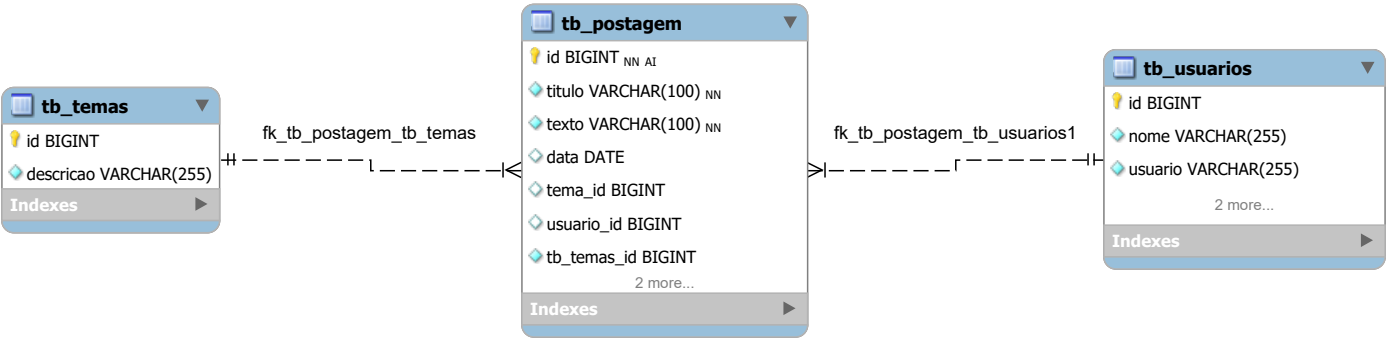 tb_temas
id BIGINT
descricao VARCHAR(255)
Indexes
fk_tb_postagem_tb_temas
tb_postagem
id BIGINT NN AI
titulo VARCHAR(100) NN
texto VARCHAR(100) NN
data DATE
tema_id BIGINT
usuario_id BIGINT
tb_temas_id BIGINT
2 more...
Indexes
fk_tb_postagem_tb_usuarios1
tb_usuarios
id BIGINT
nome VARCHAR(255)
usuario VARCHAR(255)
2 more...
Indexes